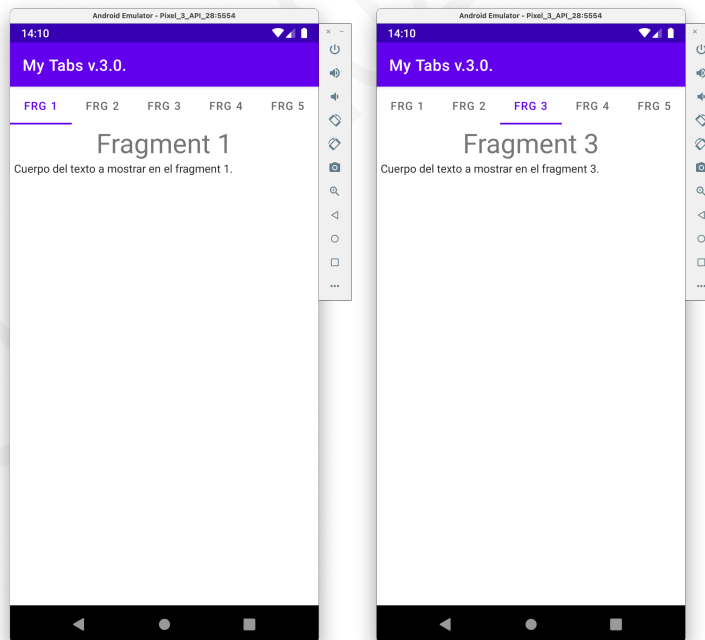 Android Emulator - Pixel_3_API_28:5554
14:10
My Tabs v.3.0.
FRG 1 FRG 2 FRG 3 FRG 4 FRG 5
Fragment 1
Cuerpo del texto a mostrar en el fragment 1.
Android Emulator - Pixel_3_API_28:5554
14:10
My Tabs v.3.0.
FRG 1 FRG 2 FRG 3 FRG 4 FRG 5
Fragment 3
Cuerpo del texto a mostrar en el fragment 3.